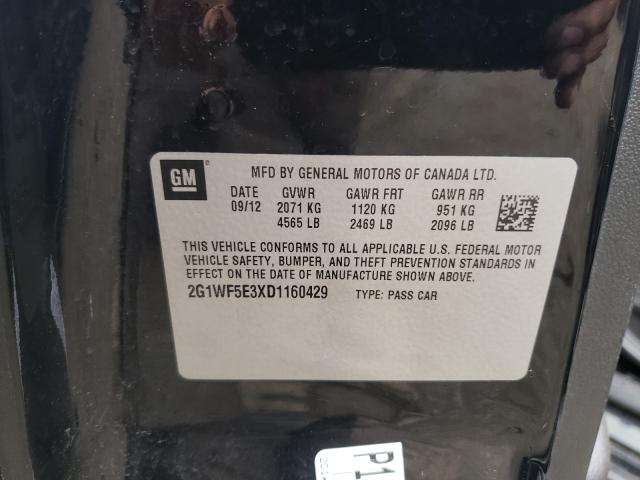 GM
MFD BY GENERAL MOTORS OF CANADA LTD.
DATE GVWR GAWR FRT GAWR RR
09/12 2071 KG 1120 KG 951 KG
4565 LB 2469 LB 2096 LB
THIS VEHICLE CONFORMS TO ALL APPLICABLE U.S. FEDERAL MOTOR
VEHICLE SAFETY, BUMPER, AND THEFT PREVENTION STANDARDS IN
EFFECT ON THE DATE OF MANUFACTURE SHOWN ABOVE.
2G1WF5E3XD1160429 TYPE: PASS CAR
P1